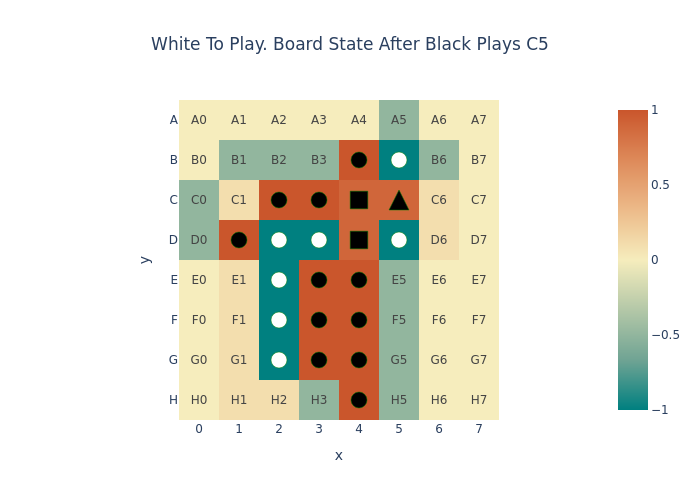 White To Play. Board State After Black Plays C5
A A0 A1 A2 A3 A4 A5 A6 A7
B B0 B1 B2 B3 B6 B7
C C0 C1 C6 C7
D D0 D6 D7
E E0 E1 E5 E6 E7
F F0 F1 F5 F6 F7
G G0 G1 G5 G6 G7
H H0 H1 H2 H3 H5 H6 H7
0 1 2 3 4 5 6 7
x
y
1
0.5
0
−0.5
−1